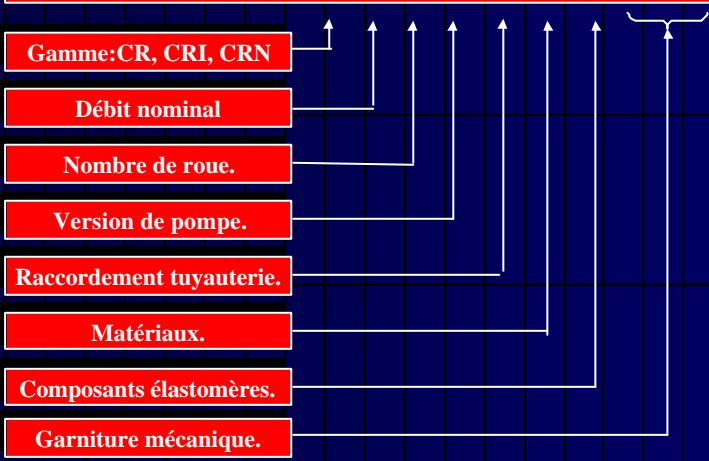 Gamme:CR, CRI, CRN
Débit nominal
Nombre de roue.
Version de pompe.
Raccordement tuyauterie.
Matériaux.
Composants élastomères.
Garniture mécanique.